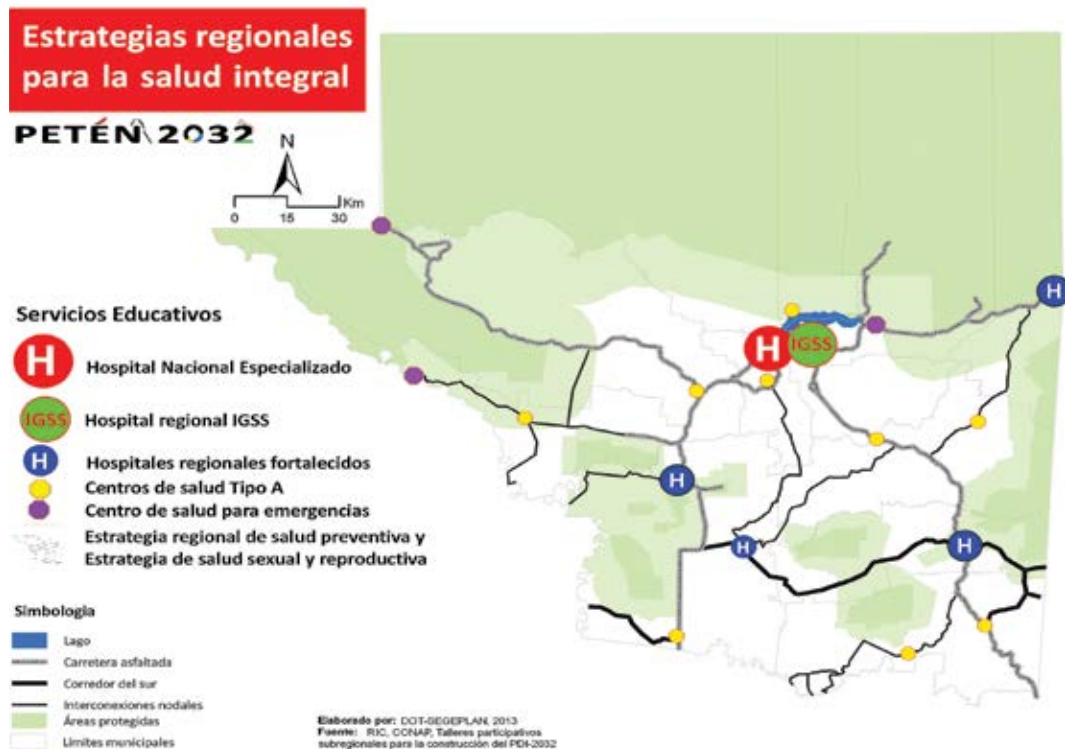 Estrategias regionales
para la salud integral
PETÉN 2032
N
Km
0 15 30
Servicios Educativos
H Hospital Nacional Especializado
IGSS Hospital regional IGSS
H Hospitales regionales fortalecidos
Centros de salud Tipo A
Centro de salud para emergencias
Estrategia regional de salud preventiva y
Estrategia de salud sexual y reproductiva
H
H
IGSS
H
H
H
Simbologia
Lago
Carretera asfaltada
Corredor del sur
Interconexiones nodales
Áreas protegidas
Límites municipales
Elaborado por: DOT-SEGEPLAN, 2013
Fuente: RIC, CONAP, Talleres participativos
subregionales para la construcción del PDI-2032